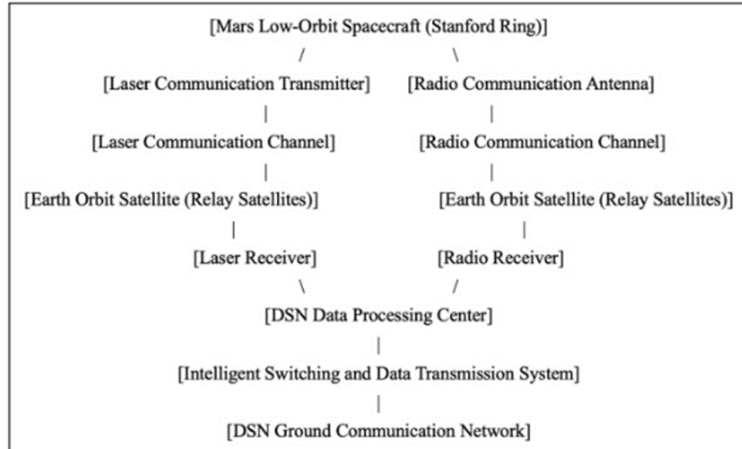 [Mars Low-Orbit Spacecraft (Stanford Ring)]
/ \
[Laser Communication Transmitter] [Radio Communication Antenna]
| |
[Laser Communication Channel] [Radio Communication Channel]
| |
[Earth Orbit Satellite (Relay Satellites)] [Earth Orbit Satellite (Relay Satellites)]
| |
[Laser Receiver] [Radio Receiver]
\ /
[DSN Data Processing Center]
|
[Intelligent Switching and Data Transmission System]
|
[DSN Ground Communication Network]